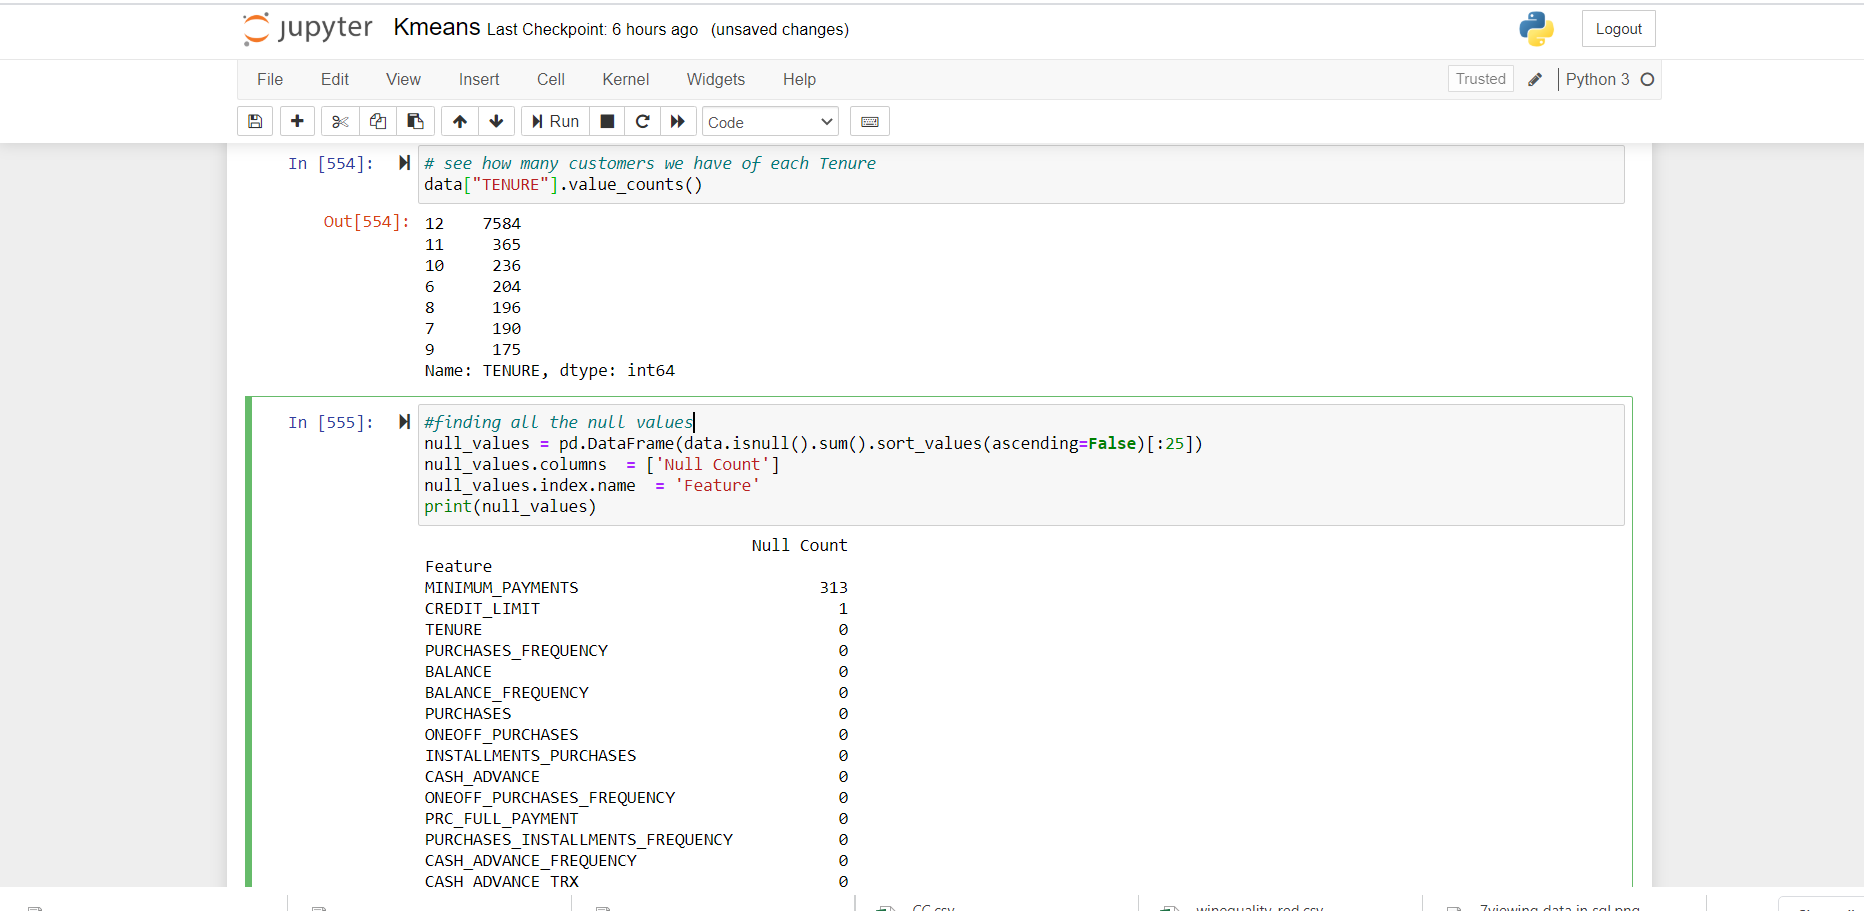 jupyter Kmeans Last Checkpoint: 6 hours ago (unsaved changes) Logout
File Edit View Insert Cell Kernel Widgets Help Trusted Python 3
Run Code
In [554]: # see how many customers we have of each Tenure
data["TENURE"].value_counts()
Out[554]: 12 7584
11 365
10 236
6 204
8 196
7 190
9 175
Name: TENURE, dtype: int64
In [555]: #finding all the null values
null_values = pd.DataFrame(data.isnull().sum().sort_values(ascending=False)[:25])
null_values.columns = ['Null Count']
null_values.index.name = 'Feature'
print(null_values)
Null Count
Feature
MINIMUM_PAYMENTS 313
CREDIT_LIMIT 1
TENURE 0
PURCHASES_FREQUENCY 0
BALANCE 0
BALANCE_FREQUENCY 0
PURCHASES 0
ONEOFF_PURCHASES 0
INSTALLMENTS_PURCHASES 0
CASH_ADVANCE 0
ONEOFF_PURCHASES_FREQUENCY 0
PRC_FULL_PAYMENT 0
PURCHASES_INSTALLMENTS_FREQUENCY 0
CASH_ADVANCE_FREQUENCY 0
CASH_ADVANCE_TRX 0
CC.csv winequality-red.csv 7viewing data in sql.png